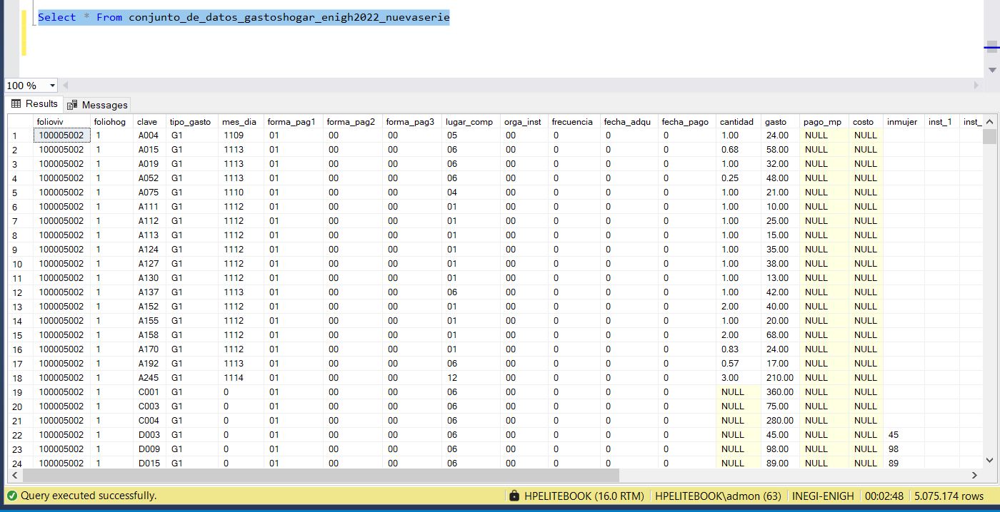 Select * From conjunto_de_datos_gastoshogar_enigh2022_nuevaserie
100 %
Results Messages
folioviv foliohog clave tipo_gasto mes_dia forma_pag1 forma_pag2 forma_pag3 lugar_comp orga_inst frecuencia fecha_adqu fecha_pago cantidad gasto pago_mp costo inmujer inst_1 inst_
1 100005002 1 A004 G1 1109 01 00 00 05 00 0 0 0 1.00 24.00 NULL NULL
2 100005002 1 A015 G1 1113 01 00 00 06 00 0 0 0 0.68 58.00 NULL NULL
3 100005002 1 A019 G1 1113 01 00 00 06 00 0 0 0 1.00 32.00 NULL NULL
4 100005002 1 A052 G1 1113 01 00 00 06 00 0 0 0 0.25 48.00 NULL NULL
5 100005002 1 A075 G1 1110 01 00 00 04 00 0 0 0 1.00 21.00 NULL NULL
6 100005002 1 A111 G1 1112 01 00 00 01 00 0 0 0 1.00 10.00 NULL NULL
7 100005002 1 A112 G1 1112 01 00 00 01 00 0 0 0 1.00 25.00 NULL NULL
8 100005002 1 A113 G1 1112 01 00 00 01 00 0 0 0 1.00 15.00 NULL NULL
9 100005002 1 A124 G1 1112 01 00 00 01 00 0 0 0 1.00 35.00 NULL NULL
10 100005002 1 A127 G1 1112 01 00 00 01 00 0 0 0 1.00 38.00 NULL NULL
11 100005002 1 A130 G1 1112 01 00 00 01 00 0 0 0 1.00 13.00 NULL NULL
12 100005002 1 A137 G1 1113 01 00 00 06 00 0 0 0 1.00 42.00 NULL NULL
13 100005002 1 A152 G1 1112 01 00 00 01 00 0 0 0 2.00 40.00 NULL NULL
14 100005002 1 A155 G1 1112 01 00 00 01 00 0 0 0 1.00 20.00 NULL NULL
15 100005002 1 A158 G1 1112 01 00 00 01 00 0 0 0 2.00 68.00 NULL NULL
16 100005002 1 A170 G1 1112 01 00 00 01 00 0 0 0 0.83 24.00 NULL NULL
17 100005002 1 A192 G1 1113 01 00 00 06 00 0 0 0 0.57 17.00 NULL NULL
18 100005002 1 A245 G1 1114 01 00 00 12 00 0 0 0 3.00 210.00 NULL NULL
19 100005002 1 C001 G1 0 01 00 00 06 00 0 0 0 NULL 360.00 NULL NULL
20 100005002 1 C003 G1 0 01 00 00 06 00 0 0 0 NULL 75.00 NULL NULL
21 100005002 1 C004 G1 0 01 00 00 06 00 0 0 0 NULL 280.00 NULL NULL
22 100005002 1 D003 G1 0 01 00 00 06 00 0 0 0 NULL 45.00 NULL NULL 45
23 100005002 1 D009 G1 0 01 00 00 06 00 0 0 0 NULL 98.00 NULL NULL 98
24 100005002 1 D015 G1 0 01 00 00 06 00 0 0 0 NULL 89.00 NULL NULL 89
Query executed successfully. HPELITEBOOK (16.0 RTM) HPELITEBOOK\admon (63) INEGI-ENIGH 00:02:48 5.075.174 rows